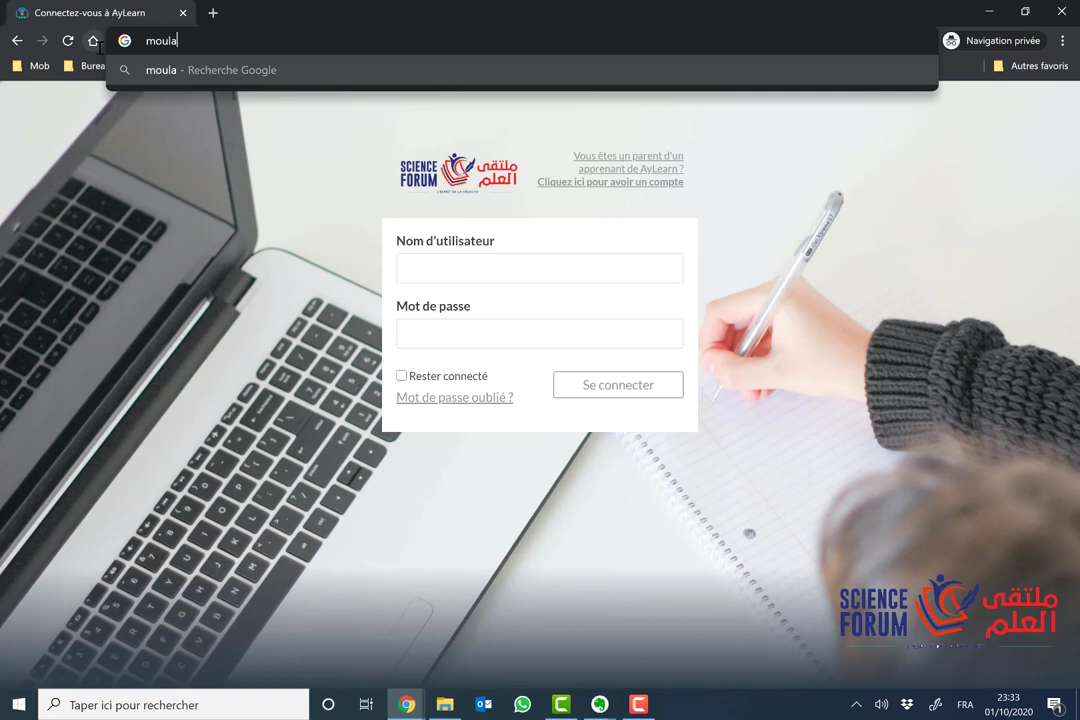 Connectez-vous à AyLearn
moula
Navigation privée
Mob
Burea
moula - Recherche Google
Autres favoris
SCIENCE FORUM
ملتقى العلم
Vous êtes un parent d'un
apprenant de AyLearn ?
Cliquez ici pour avoir un compte
Nom d'utilisateur
Mot de passe
Rester connecté
Se connecter
Mot de passe oublié ?
SCIENCE
FORUM
ملتقى
العلم
Taper ici pour rechercher
FRA
23:33
01/10/2020
1